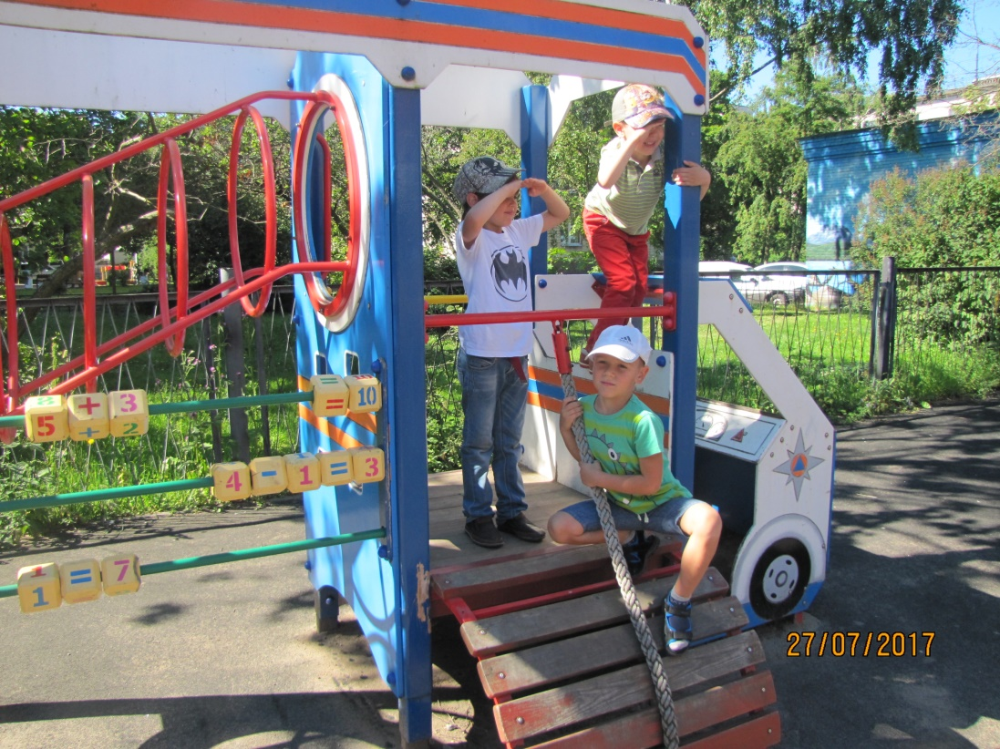 5 + 3 = 10
4 - 1 = 3
1 = 7
27/07/2017